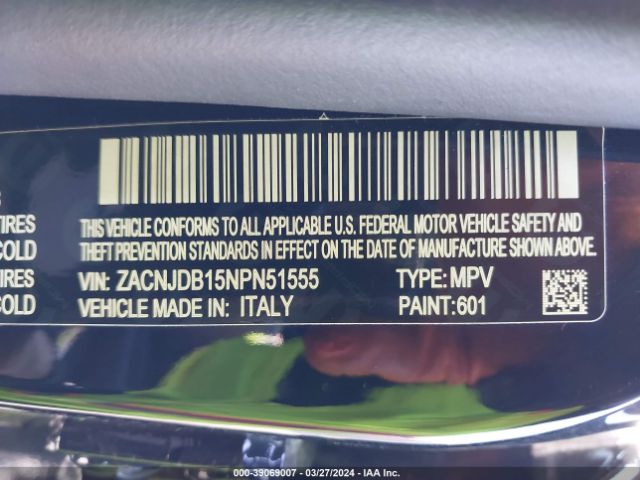 TIRES
COLD
TIRES
COLD
THIS VEHICLE CONFORMS TO ALL APPLICABLE U.S. FEDERAL MOTOR VEHICLE SAFETY AND
THEFT PREVENTION STANDARDS IN EFFECT ON THE DATE OF MANUFACTURE SHOWN ABOVE.
VIN: ZACNJDB15NPN51555 TYPE: MPV
VEHICLE MADE IN: ITALY PAINT:601
000-39069007 - 03/27/2024 - IAA Inc.